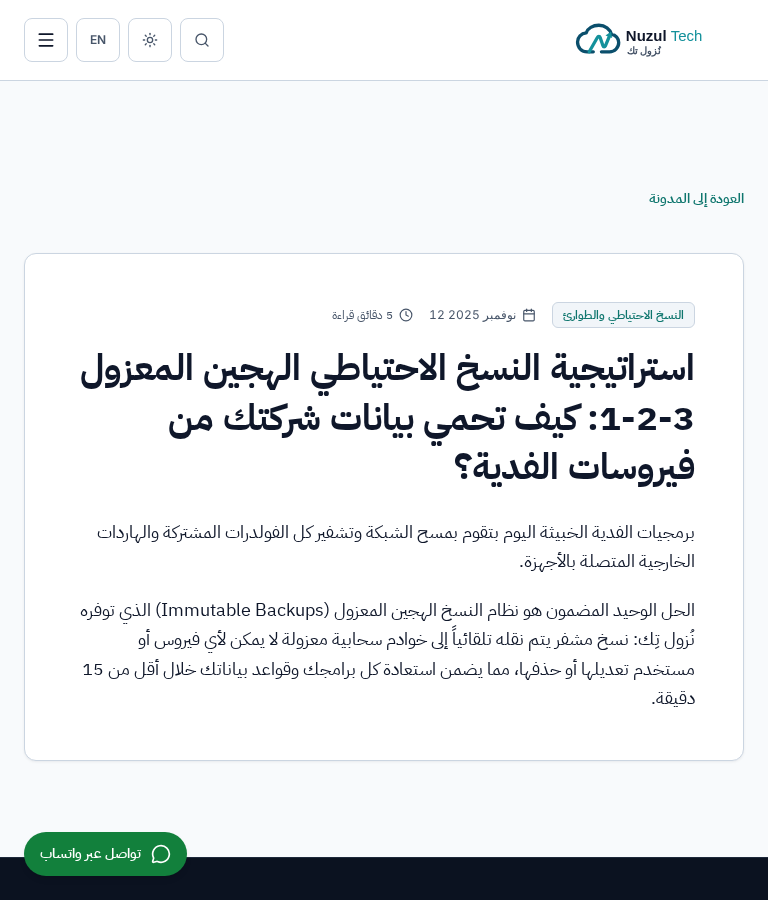 Nuzul Tech
نُزول تك
EN
العودة إلى المدونة
النسخ الاحتياطي والطوارئ
12 نوفمبر 2025
5 دقائق قراءة
استراتيجية النسخ الاحتياطي الهجين المعزول
3-2-1: كيف تحمي بيانات شركتك من
فيروسات الفدية؟
برمجيات الفدية الخبيثة اليوم بتقوم بمسح الشبكة وتشفير كل الفولدرات المشتركة والهاردات
الخارجية المتصلة بالأجهزة.
الحل الوحيد المضمون هو نظام النسخ الهجين المعزول (Immutable Backups) الذي توفره
نُزول تِك: نسخ مشفر يتم نقله تلقائياً إلى خوادم سحابية معزولة لا يمكن لأي فيروس أو
مستخدم تعديلها أو حذفها، مما يضمن استعادة كل برامجك وقواعد بياناتك خلال أقل من 15
دقيقة.
تواصل عبر واتساب